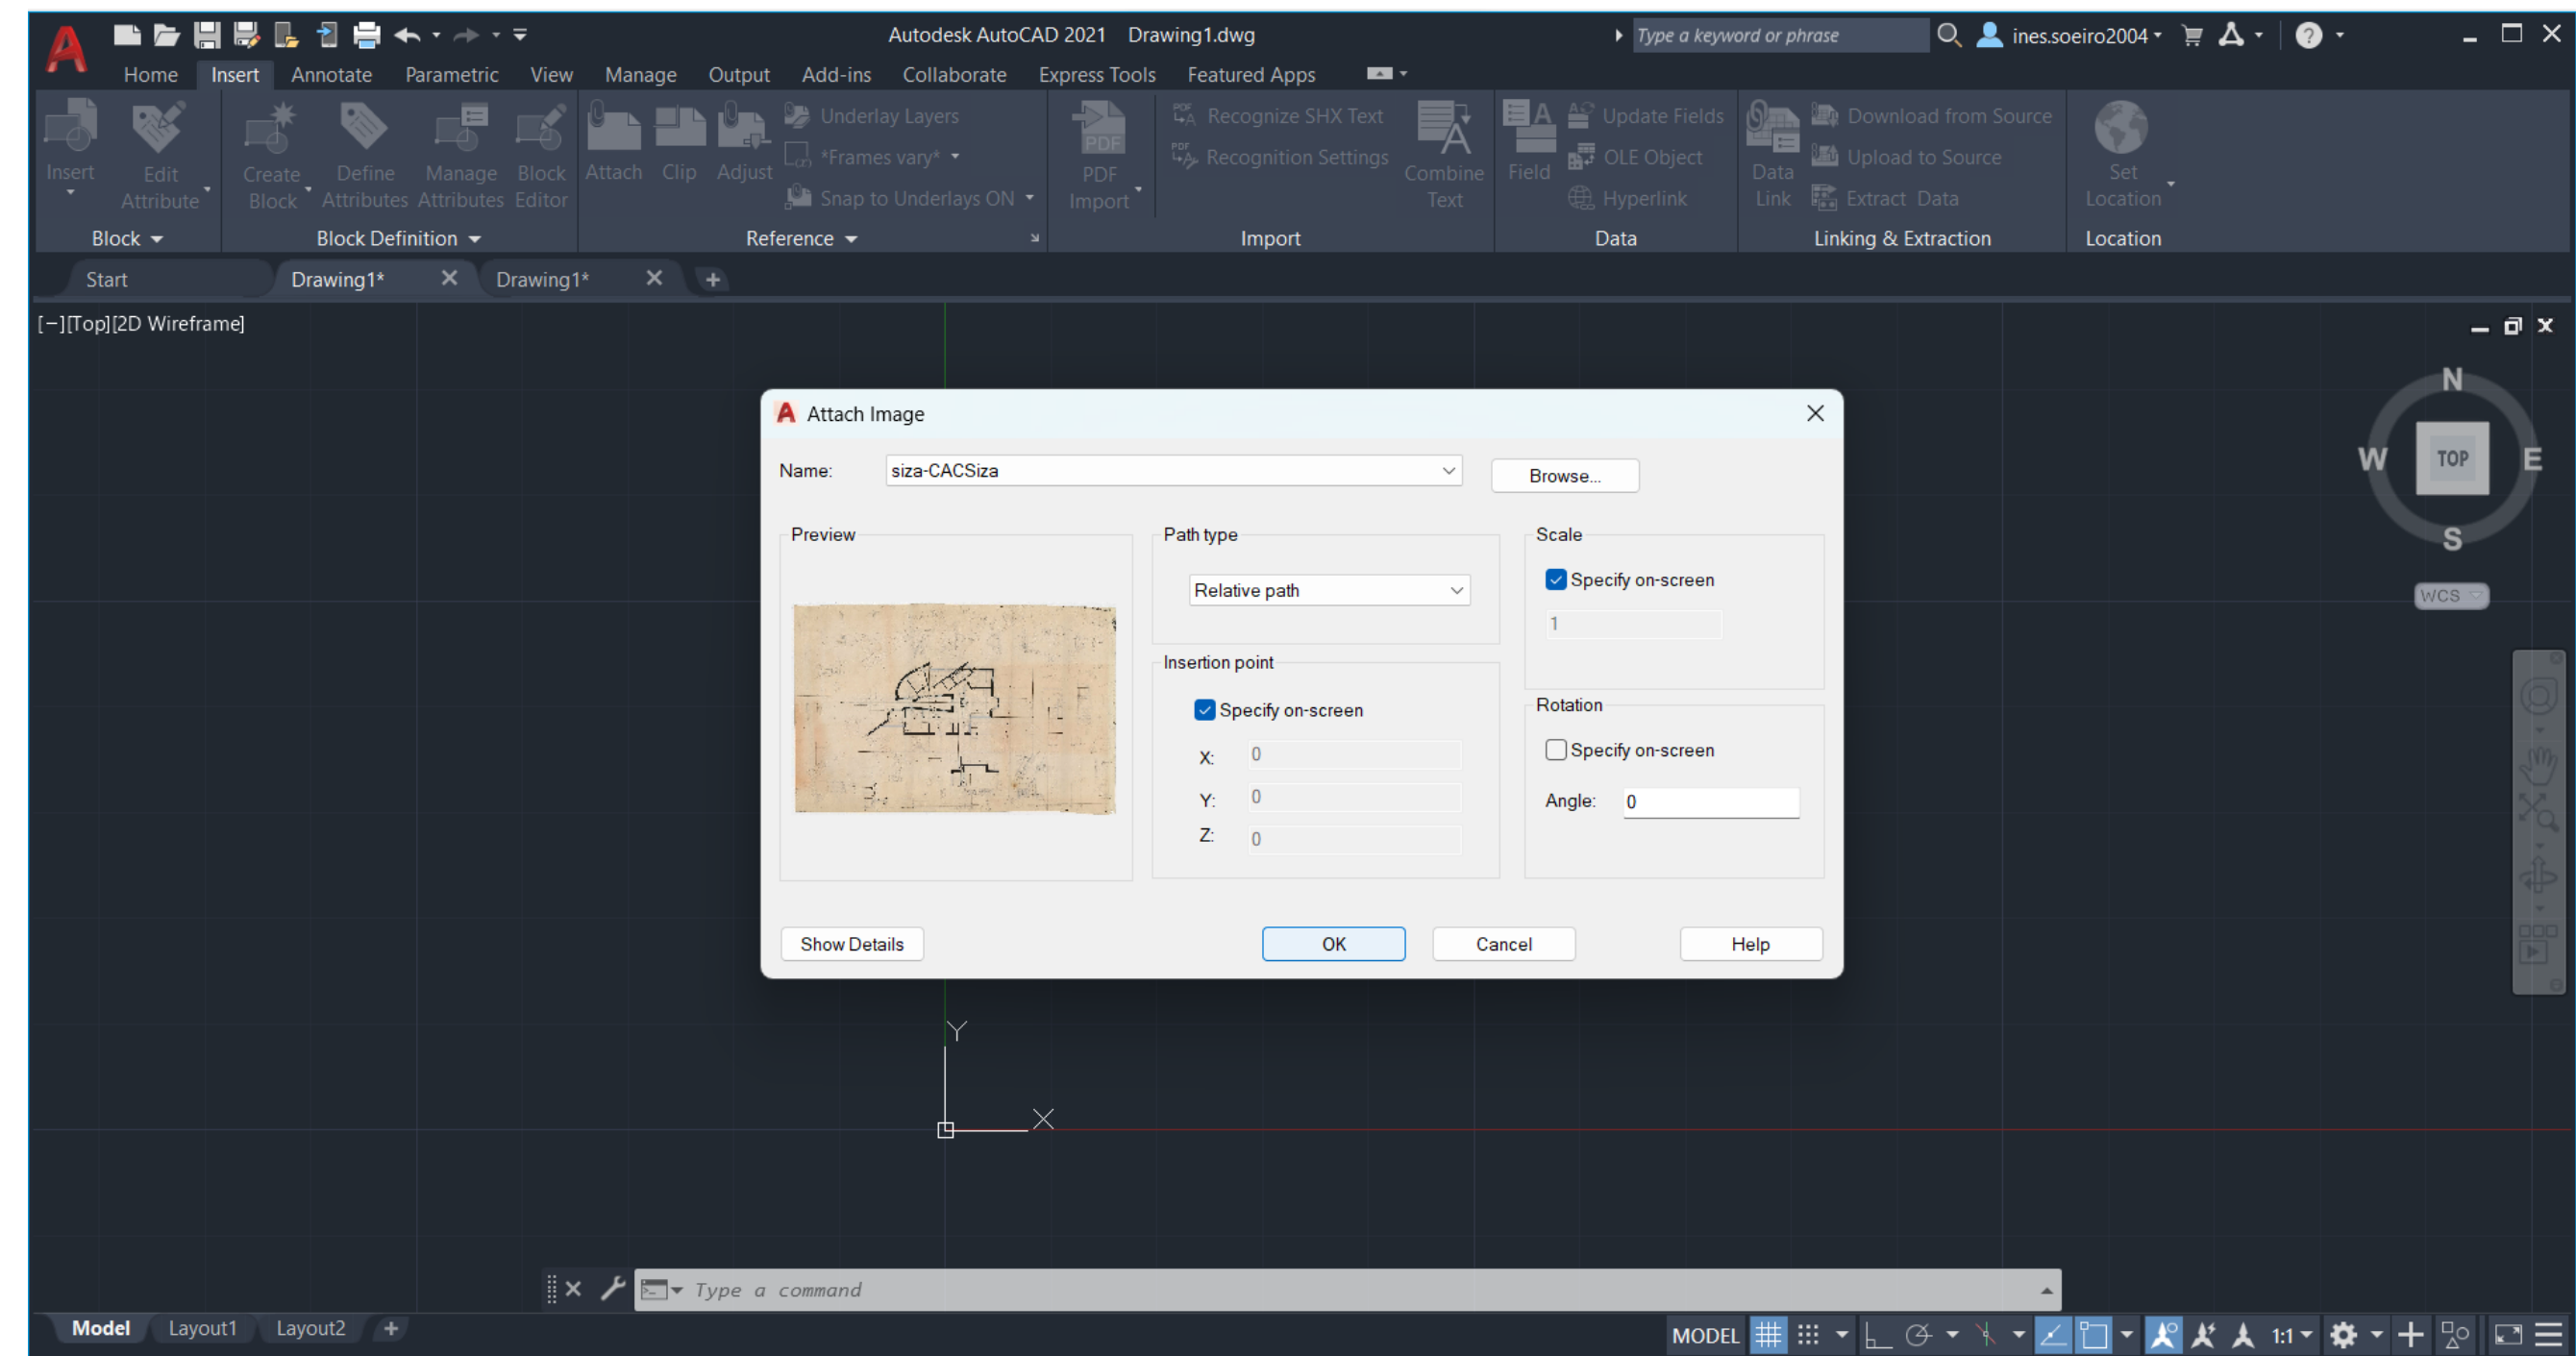 Autodesk AutoCAD 2021 Drawing1.dwg
Type a keyword or phrase
ines.soeiro2004
Home Insert Annotate Parametric View Manage Output Add-ins Collaborate Express Tools Featured Apps
Insert
Edit Attribute
Create Block
Define Attributes
Manage Attributes
Block Editor
Attach Clip Adjust
Underlay Layers
*Frames vary*
Snap to Underlays ON
PDF
PDF Import
Recognize SHX Text
Recognition Settings
Combine Text
Field
Update Fields
OLE Object
Hyperlink
Data Link
Download from Source
Upload to Source
Extract Data
Set Location
Block Block Definition Reference Import Data Linking & Extraction Location
Start Drawing1* Drawing1*
[−][Top][2D Wireframe]
N
W TOP E
S
WCS
Attach Image
Name: siza-CACSiza Browse...
Preview
Path type
Relative path
Scale
Specify on-screen
1
Insertion point
Specify on-screen
X: 0
Y: 0
Z: 0
Rotation
Specify on-screen
Angle: 0
Show Details OK Cancel Help
Y
X
Type a command
Model Layout1 Layout2
MODEL 1:1